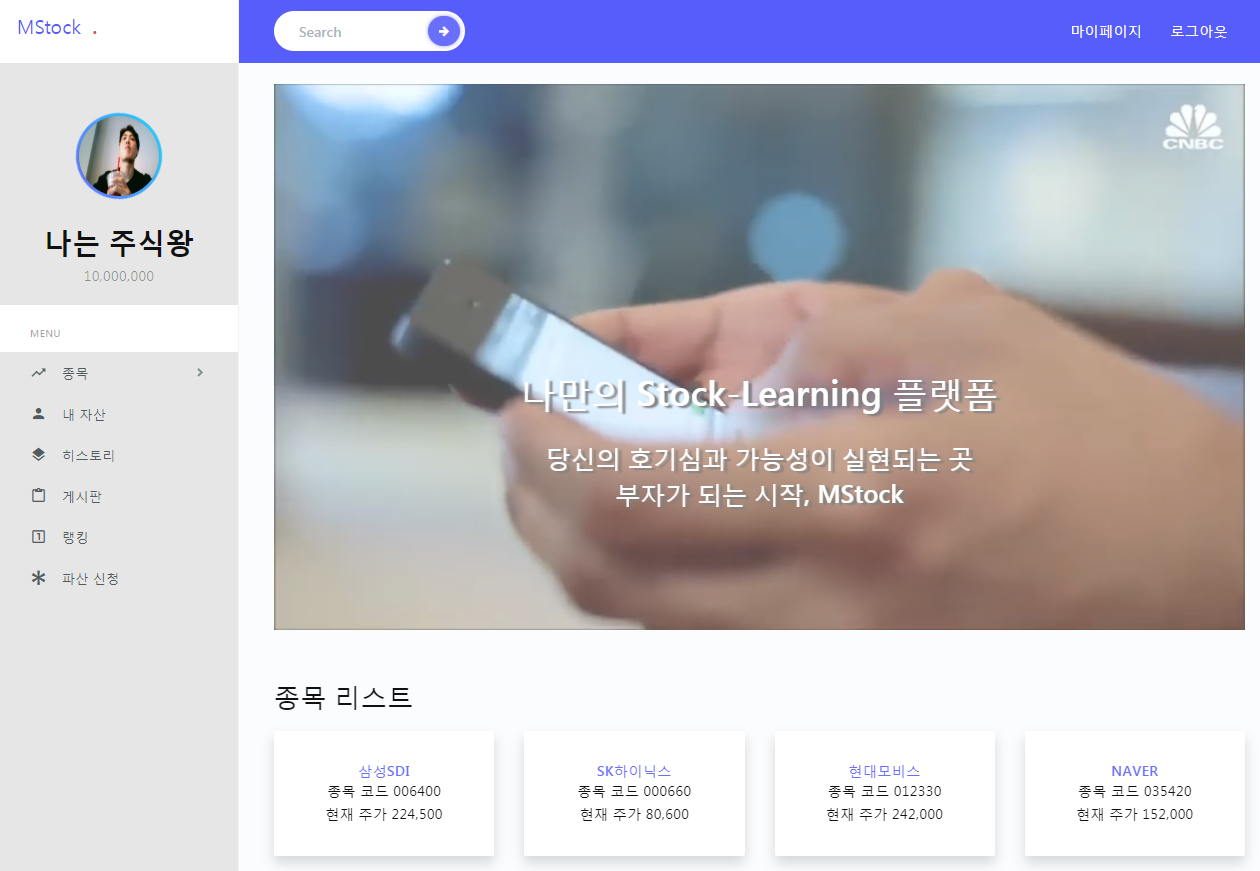 MStock .
Search
마이페이지
로그아웃
나는 주식왕
10,000,000
MENU
종목
내 자산
히스토리
게시판
랭킹
파산 신청
CNBC
나만의 Stock-Learning 플랫폼
당신의 호기심과 가능성이 실현되는 곳
부자가 되는 시작, MStock
종목 리스트
삼성SDI
종목 코드 006400
현재 주가 224,500
SK하이닉스
종목 코드 000660
현재 주가 80,600
현대모비스
종목 코드 012330
현재 주가 242,000
NAVER
종목 코드 035420
현재 주가 152,000